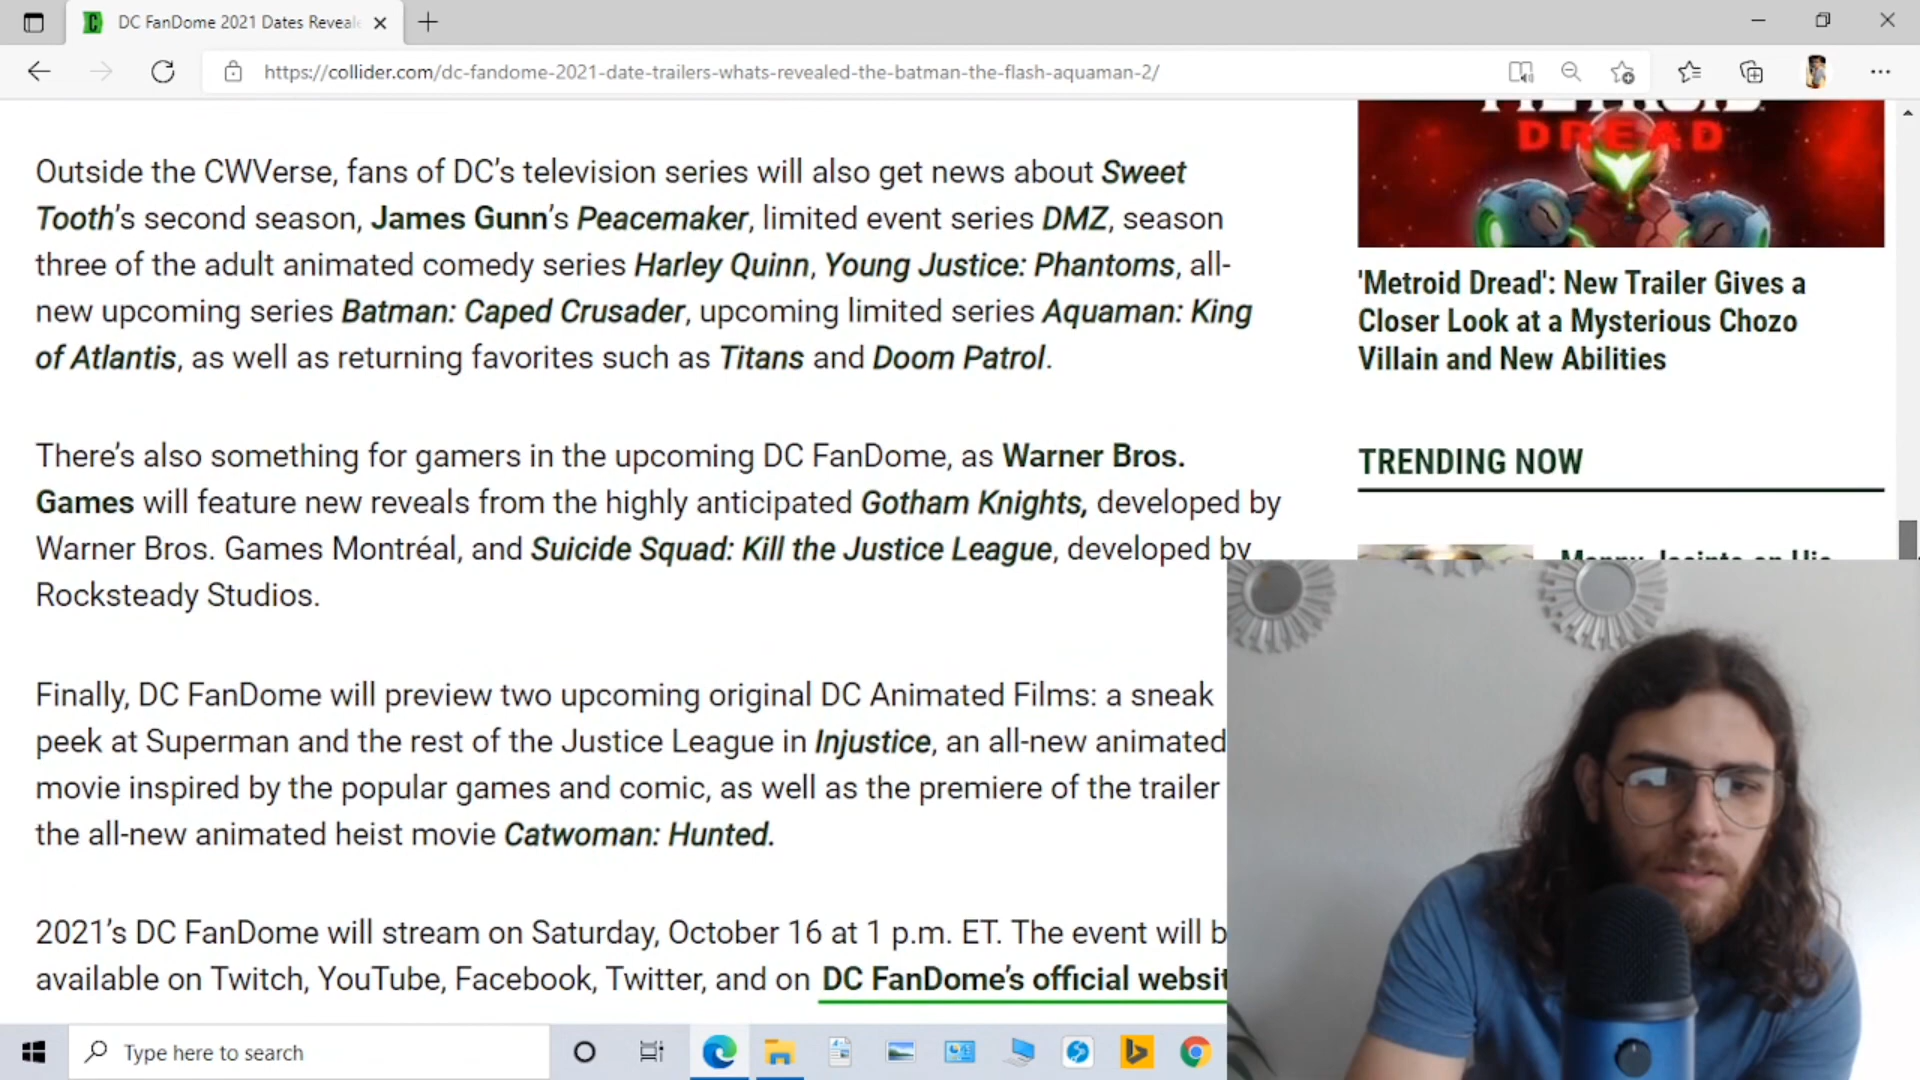 DC FanDome 2021 Dates Reveal
https://collider.com/dc-fandome-2021-date-trailers-whats-revealed-the-batman-the-flash-aquaman-2/
Outside the CWVerse, fans of DC's television series will also get news about Sweet
Tooth's second season, James Gunn's Peacemaker, limited event series DMZ, season
three of the adult animated comedy series Harley Quinn, Young Justice: Phantoms, all-
new upcoming series Batman: Caped Crusader, upcoming limited series Aquaman: King
of Atlantis, as well as returning favorites such as Titans and Doom Patrol.
There's also something for gamers in the upcoming DC FanDome, as Warner Bros.
Games will feature new reveals from the highly anticipated Gotham Knights, developed by
Warner Bros. Games Montréal, and Suicide Squad: Kill the Justice League, developed by
Rocksteady Studios.
Finally, DC FanDome will preview two upcoming original DC Animated Films: a sneak
peek at Superman and the rest of the Justice League in Injustice, an all-new animated
movie inspired by the popular games and comic, as well as the premiere of the trailer
the all-new animated heist movie Catwoman: Hunted.
2021's DC FanDome will stream on Saturday, October 16 at 1 p.m. ET. The event will b
available on Twitch, YouTube, Facebook, Twitter, and on DC FanDome's official websit
DREAD
'Metroid Dread': New Trailer Gives a
Closer Look at a Mysterious Chozo
Villain and New Abilities
TRENDING NOW
Type here to search